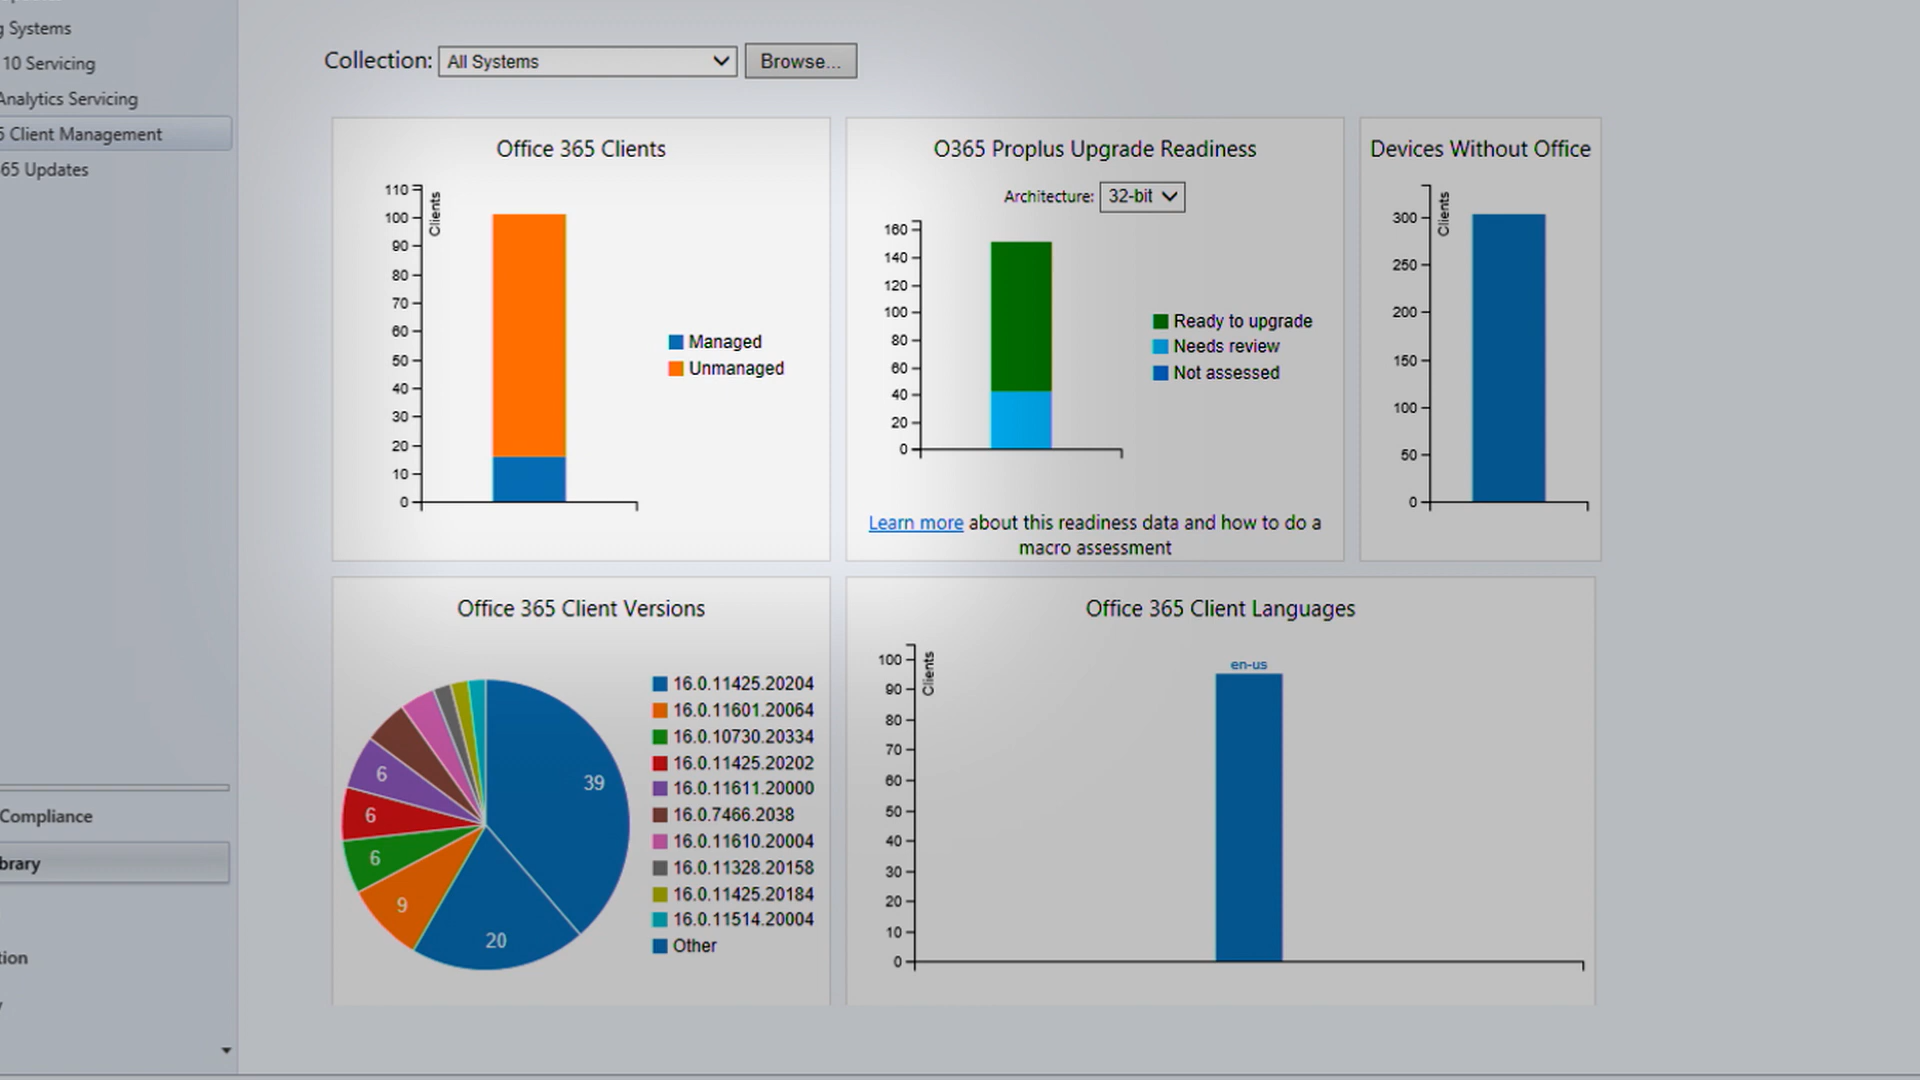 g Systems
10 Servicing
Analytics Servicing
5 Client Management
65 Updates
Compliance
brary
tion
Collection: All Systems Browse...
Office 365 Clients
110
100
90
80
70
60
50
40
30
20
10
0
Clients
Managed
Unmanaged
O365 Proplus Upgrade Readiness
Architecture: 32-bit
160
140
120
100
80
60
40
20
0
Ready to upgrade
Needs review
Not assessed
Learn more about this readiness data and how to do a
macro assessment
Devices Without Office
300
250
200
150
100
50
0
Clients
Office 365 Client Versions
39
20
9
6
6
6
16.0.11425.20204
16.0.11601.20064
16.0.10730.20334
16.0.11425.20202
16.0.11611.20000
16.0.7466.2038
16.0.11610.20004
16.0.11328.20158
16.0.11425.20184
16.0.11514.20004
Other
Office 365 Client Languages
100
90
80
70
60
50
40
30
20
10
0
Clients
en-us